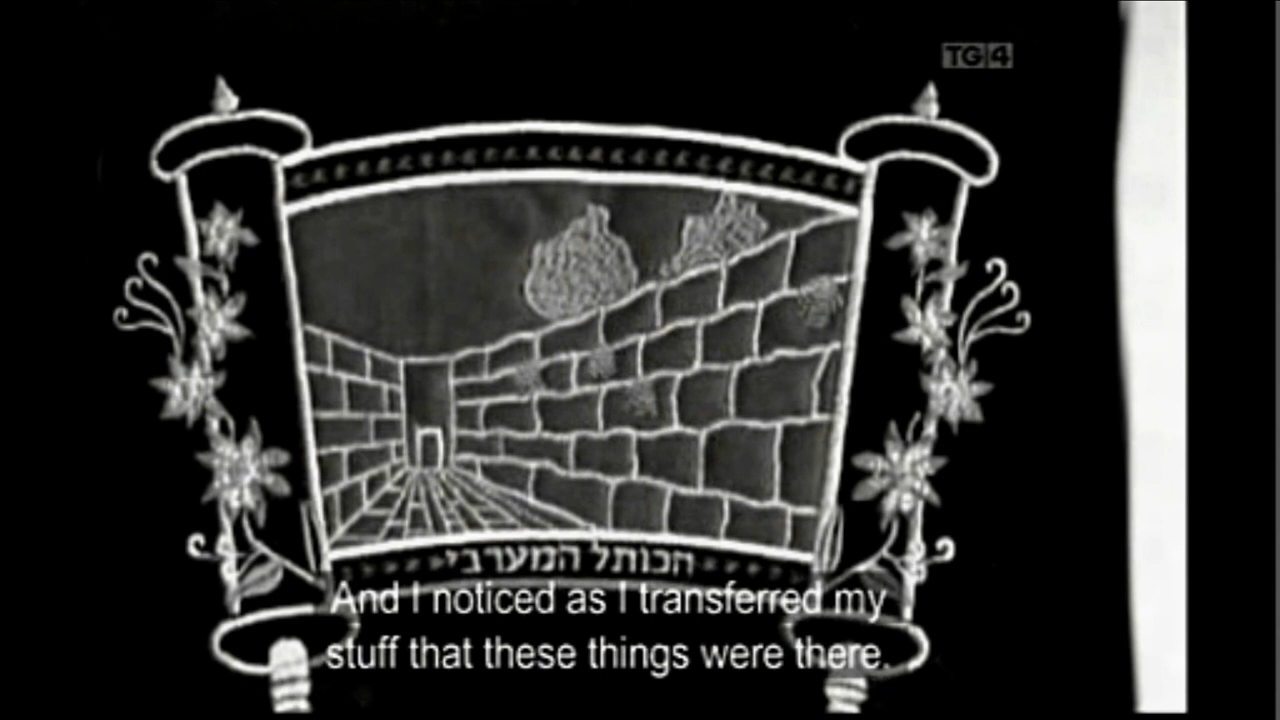 TG4
הכותל המערבי
And I noticed as I transferred my
stuff that these things were there.